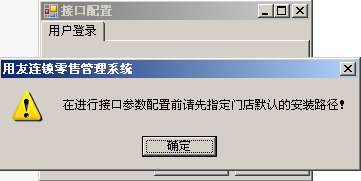 接口配置
用户登录
用友连锁零售管理系统
在进行接口参数配置前请先指定门店默认的安装路径!
确定